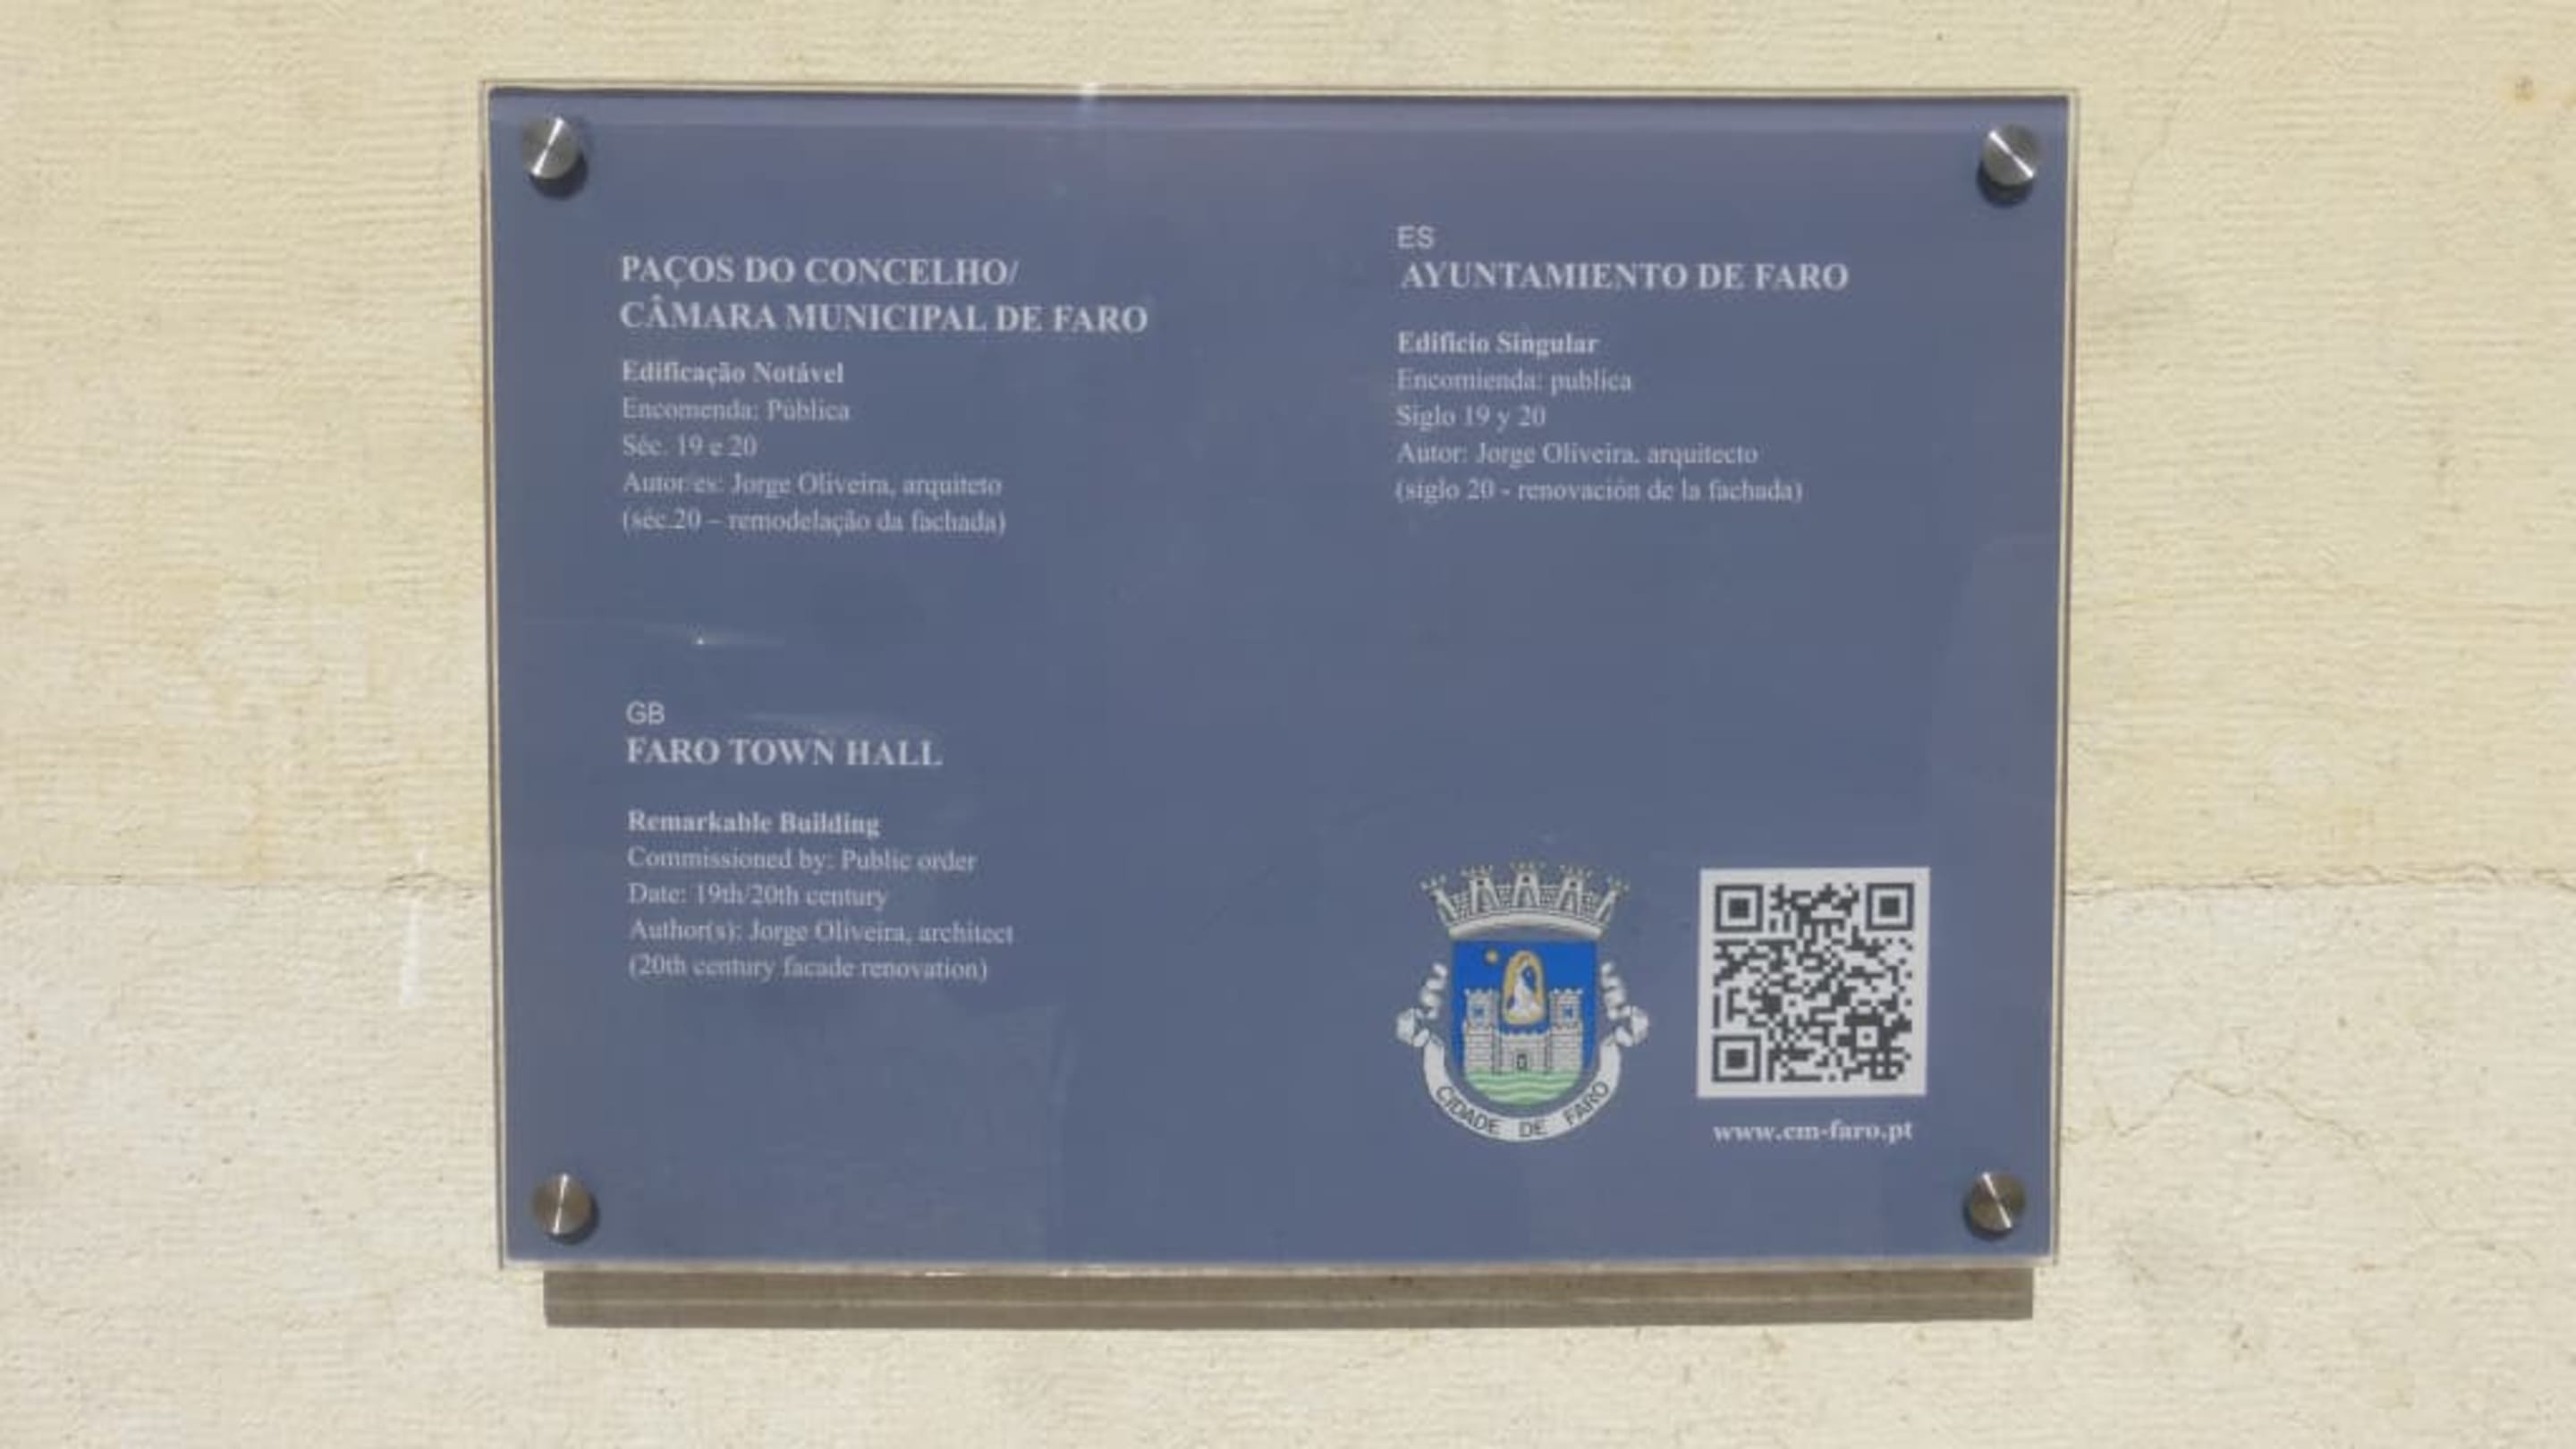 PAÇOS DO CONCELHO/
CÂMARA MUNICIPAL DE FARO
Edificação Notável
Encomenda: Pública
Séc. 19 e 20
Autor/es: Jorge Oliveira, arquiteto
(séc.20 – remodelação da fachada)
GB
FARO TOWN HALL
Remarkable Building
Commissioned by: Public order
Date: 19th/20th century
Author(s): Jorge Oliveira, architect
(20th century facade renovation)
ES
AYUNTAMIENTO DE FARO
Edificio Singular
Encomienda: publica
Siglo 19 y 20
Autor: Jorge Oliveira, arquitecto
(siglo 20 - renovación de la fachada)
CIDADE DE FARO
www.cm-faro.pt